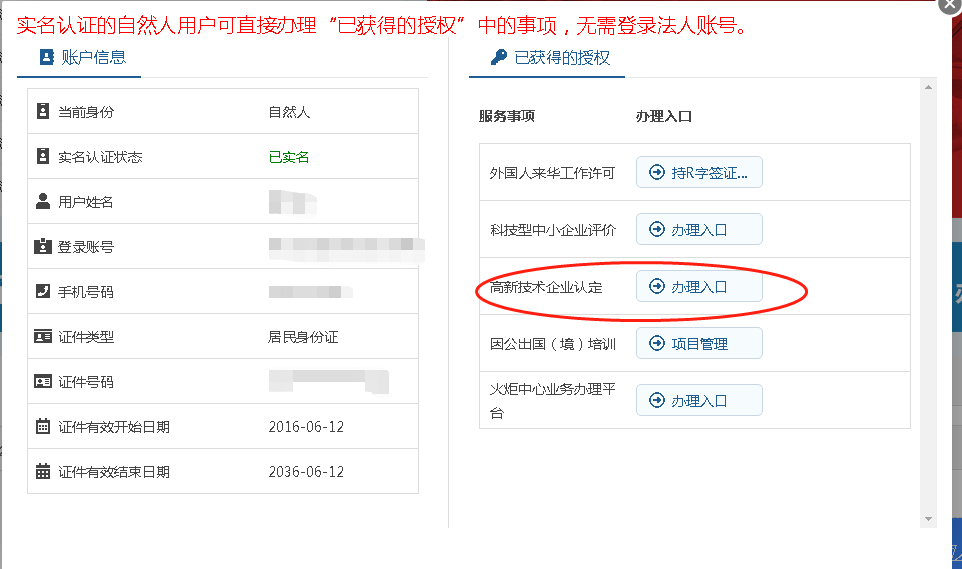 实名认证的自然人用户可直接办理“已获得的授权”中的事项，无需登录法人账号。
账户信息
当前身份 自然人
实名认证状态 已实名
用户姓名
登录账号
手机号码
证件类型 居民身份证
证件号码
证件有效开始日期 2016-06-12
证件有效结束日期 2036-06-12
已获得的授权
服务事项 办理入口
外国人来华工作许可 持R字签证...
科技型中小企业评价 办理入口
高新技术企业认定 办理入口
因公出国（境）培训 项目管理
火炬中心业务办理平
台
办理入口